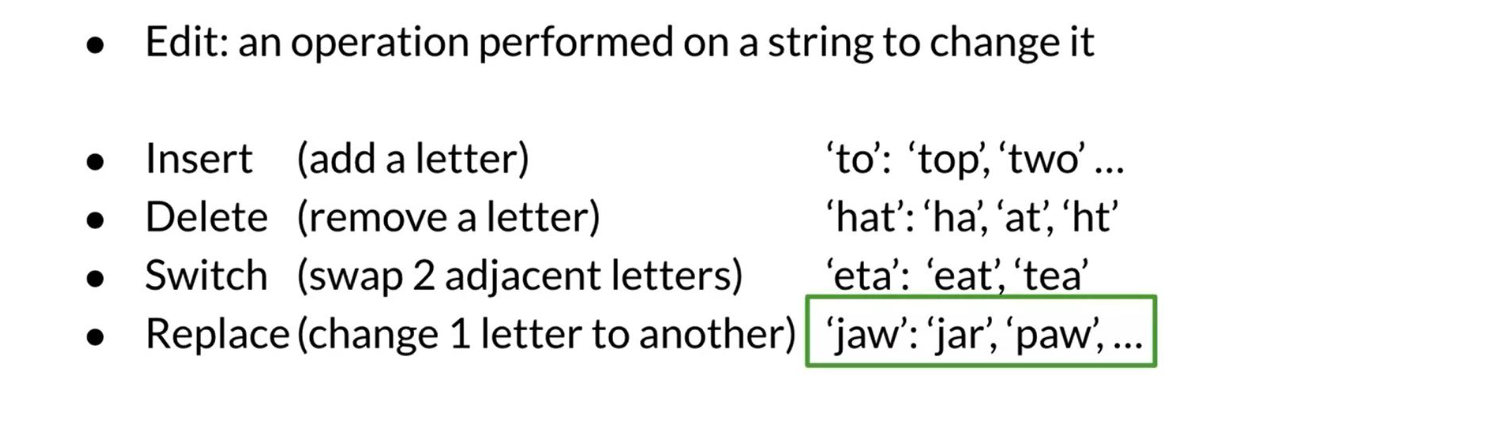 • Edit: an operation performed on a string to change it
• Insert (add a letter) ‘to’: ‘top’, ‘two’ ...
• Delete (remove a letter) ‘hat’: ‘ha’, ‘at’, ‘ht’
• Switch (swap 2 adjacent letters) ‘eta’: ‘eat’, ‘tea’
• Replace (change 1 letter to another) ‘jaw’: ‘jar’, ‘paw’, ...